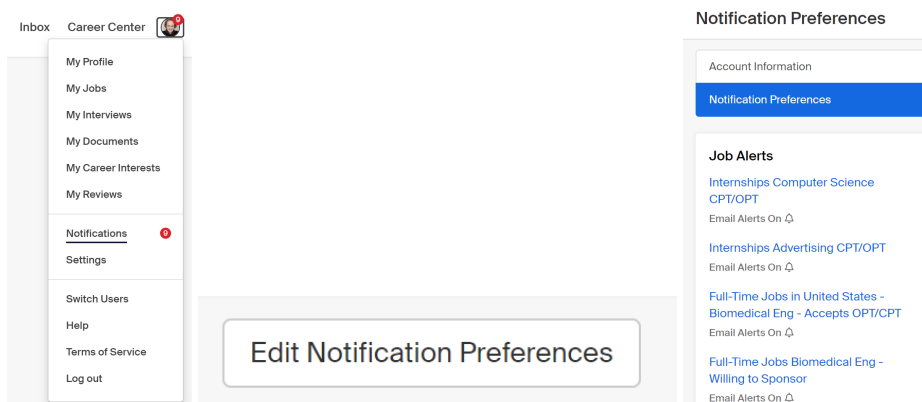 Inbox Career Center 9
My Profile
My Jobs
My Interviews
My Documents
My Career Interests
My Reviews
Notifications 9
Settings
Switch Users
Help
Terms of Service
Log out
Edit Notification Preferences
Notification Preferences
Account Information
Notification Preferences
Job Alerts
Internships Computer Science
CPT/OPT
Email Alerts On
Internships Advertising CPT/OPT
Email Alerts On
Full-Time Jobs in United States -
Biomedical Eng - Accepts OPT/CPT
Email Alerts On
Full-Time Jobs Biomedical Eng -
Willing to Sponsor
Email Alerts On